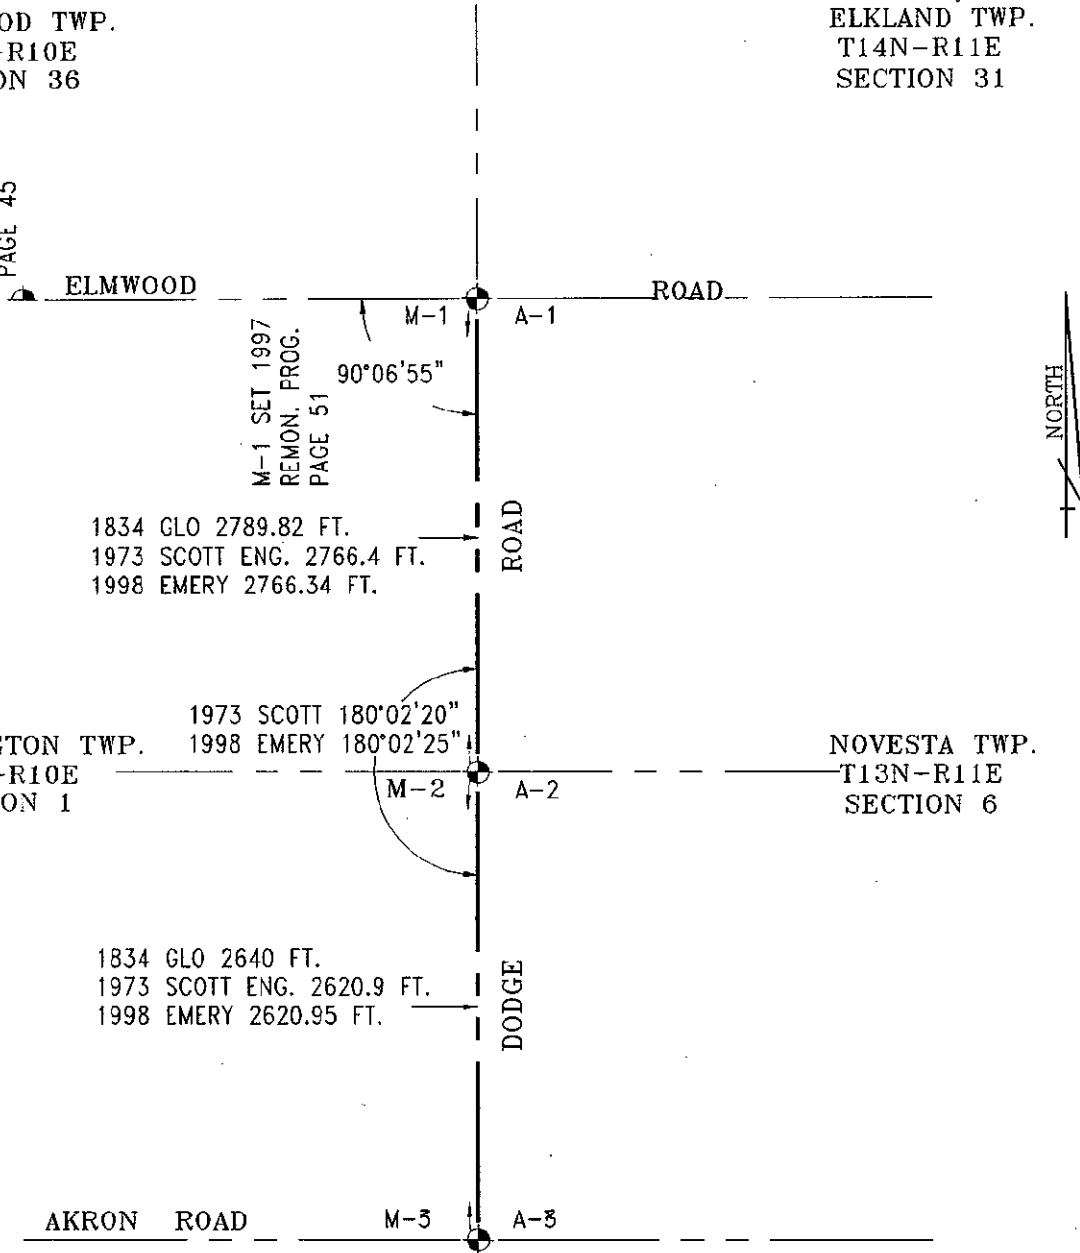 OD TWP.
-R10E
ON 36
ELKLAND TWP.
T14N-R11E
SECTION 31
PAGE 45
ELMWOOD
ROAD
M-1
A-1
M-1 SET 1997
REMON. PROG.
PAGE 51
90°06'55"
NORTH
1834 GLO 2789.82 FT.
1973 SCOTT ENG. 2766.4 FT.
1998 EMERY 2766.34 FT.
ROAD
1973 SCOTT 180°02'20"
1998 EMERY 180°02'25"
GTON TWP.
-R10E
ON 1
M-2
A-2
NOVESTA TWP.
T13N-R11E
SECTION 6
1834 GLO 2640 FT.
1973 SCOTT ENG. 2620.9 FT.
1998 EMERY 2620.95 FT.
DODGE
AKRON ROAD
M-3
A-3